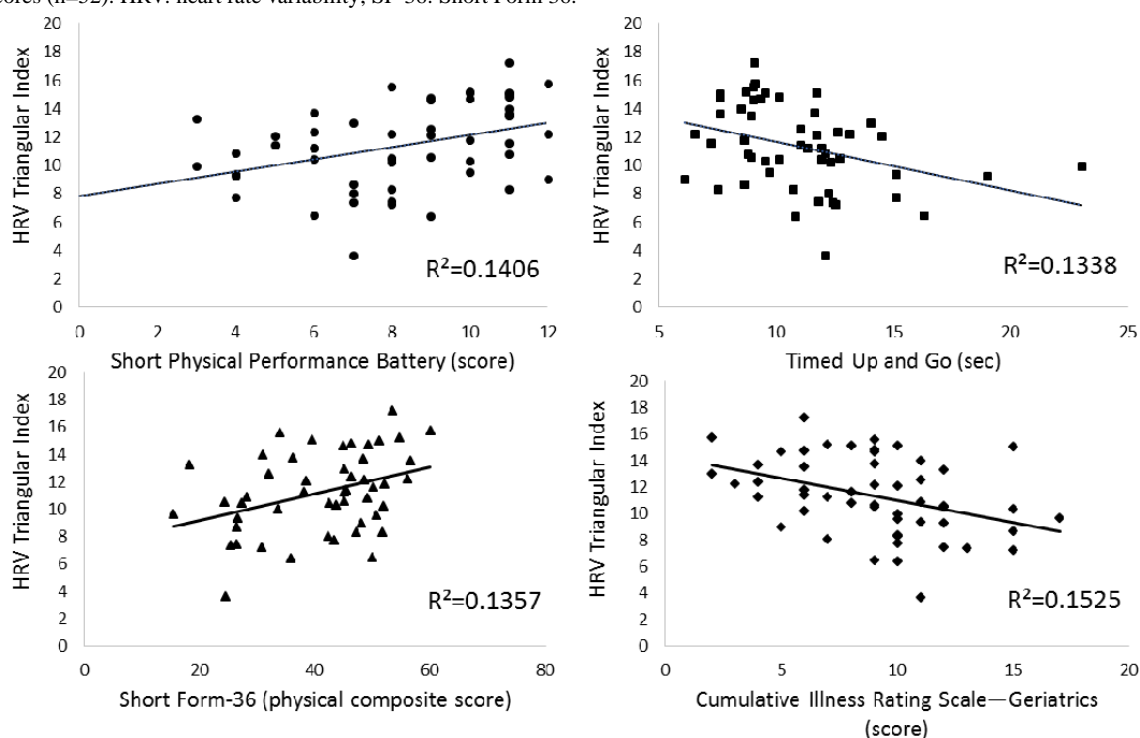 scores (n=52). HRV: heart rate variability; SF-36: Short Form 36.
20
18
16
14
12
10
8
6
4
2
0
HRV Triangular Index
R²=0.1406
0 2 4 6 8 10 12
Short Physical Performance Battery (score)
20
18
16
14
12
10
8
6
4
2
0
HRV Triangular Index
R²=0.1338
5 10 15 20 25
Timed Up and Go (sec)
20
18
16
14
12
10
8
6
4
2
0
HRV Triangular Index
R²=0.1357
0 20 40 60 80
Short Form-36 (physical composite score)
20
18
16
14
12
10
8
6
4
2
0
HRV Triangular Index
R²=0.1525
0 5 10 15 20
Cumulative Illness Rating Scale—Geriatrics
(score)